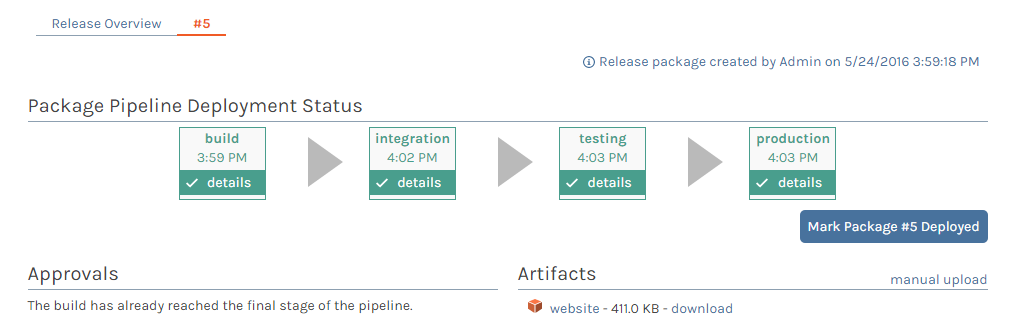 Release Overview #5
Release package created by Admin on 5/24/2016 3:59:18 PM
Package Pipeline Deployment Status
build integration testing production
3:59 PM 4:02 PM 4:03 PM 4:03 PM
details details details details
Mark Package #5 Deployed
Approvals
The build has already reached the final stage of the pipeline.
Artifacts
manual upload
website - 411.0 KB - download